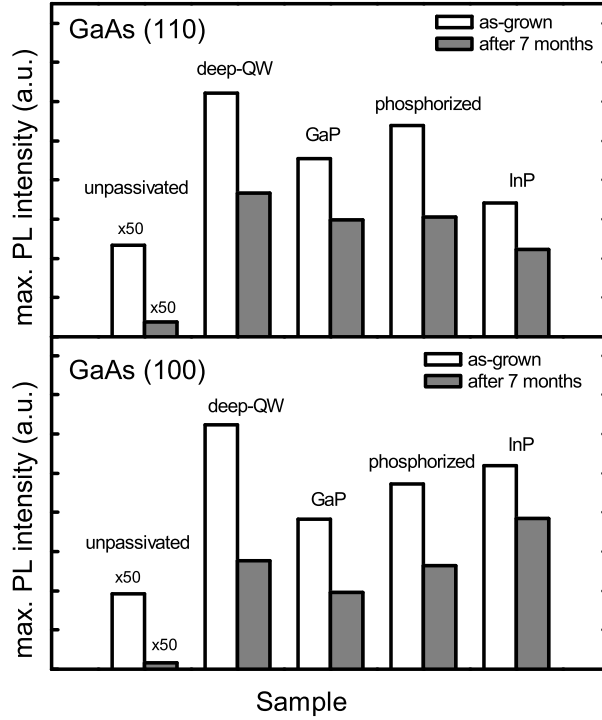 GaAs (110)
as-grown
after 7 months
deep-QW
phosphorized
GaP
InP
unpassivated
x50
x50
max. PL intensity (a.u.)
GaAs (100)
as-grown
after 7 months
deep-QW
InP
phosphorized
GaP
unpassivated
x50
x50
max. PL intensity (a.u.)
Sample